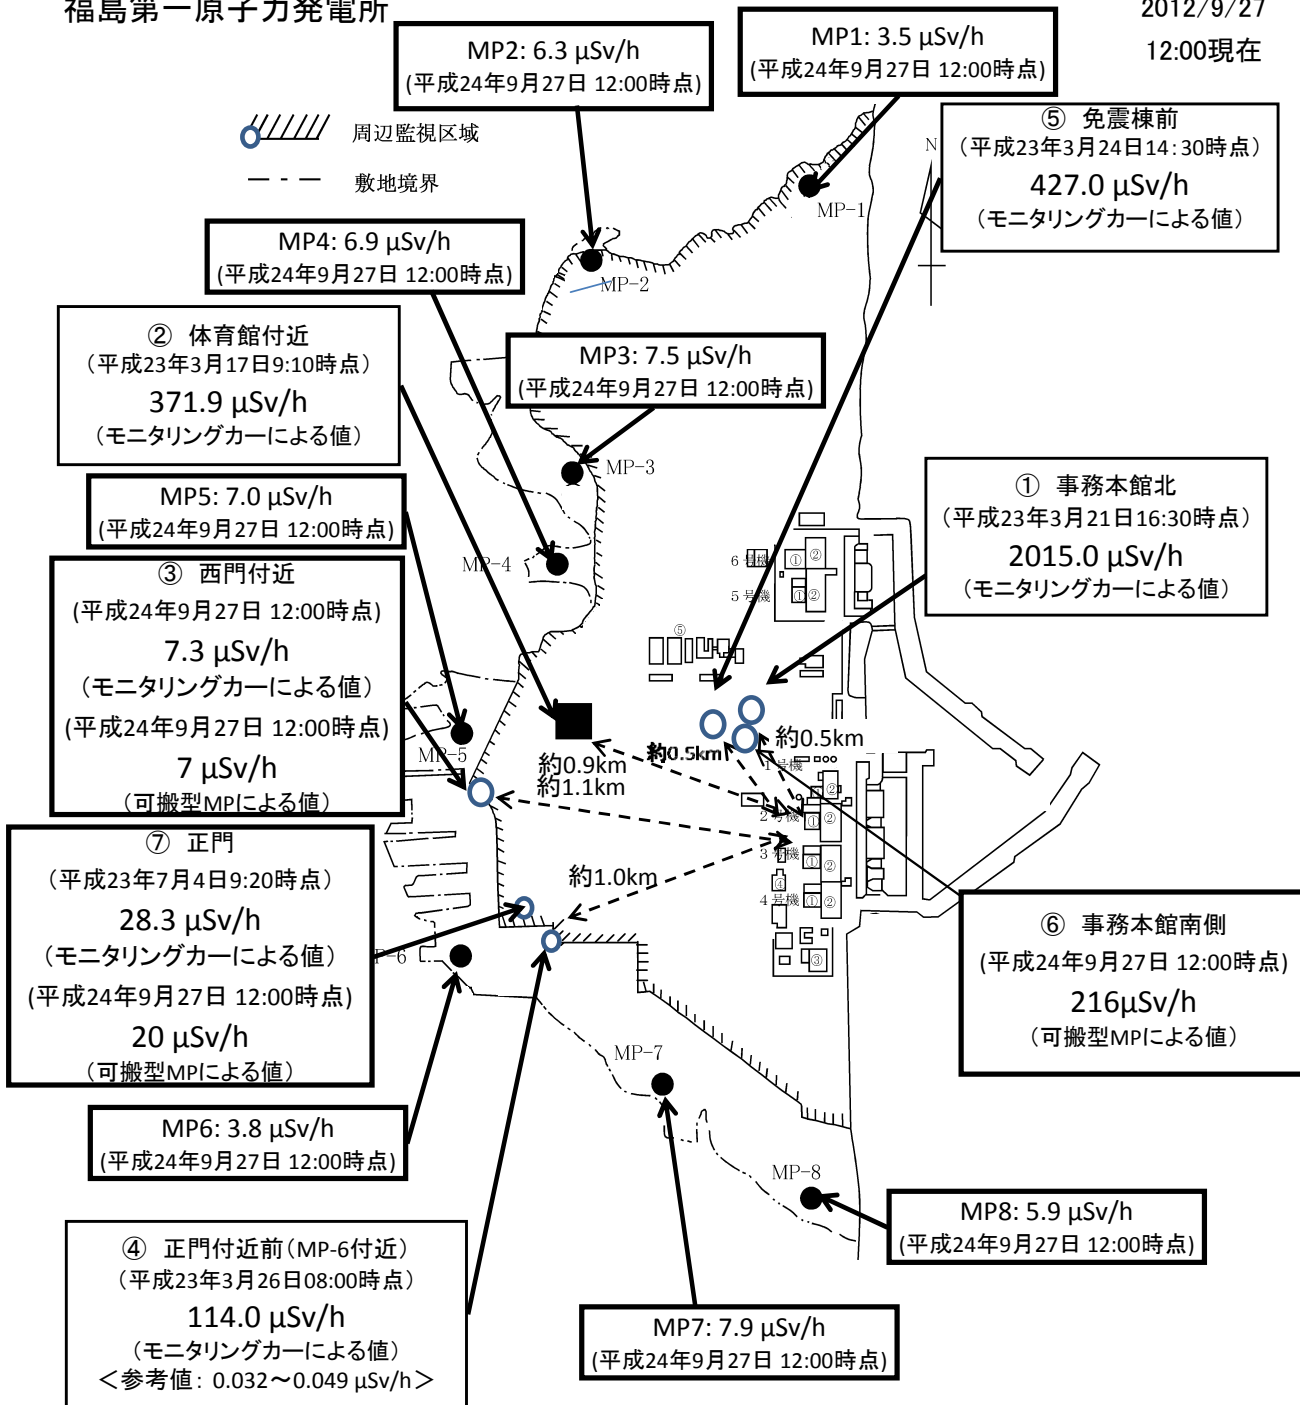 福島第一原子力発電所
2012/9/27
12:00現在
MP2: 6.3 μSv/h
(平成24年9月27日 12:00時点)
MP1: 3.5 μSv/h
(平成24年9月27日 12:00時点)
周辺監視区域
敷地境界
⑤ 免震棟前
(平成23年3月24日14:30時点)
427.0 μSv/h
(モニタリングカーによる値)
N
MP-1
MP4: 6.9 μSv/h
(平成24年9月27日 12:00時点)
MP-2
② 体育館付近
(平成23年3月17日9:10時点)
371.9 μSv/h
(モニタリングカーによる値)
MP3: 7.5 μSv/h
(平成24年9月27日 12:00時点)
MP-3
① 事務本館北
(平成23年3月21日16:30時点)
2015.0 μSv/h
(モニタリングカーによる値)
MP5: 7.0 μSv/h
(平成24年9月27日 12:00時点)
MP-4
6号機
① ②
5号機
① ②
③ 西門付近
(平成24年9月27日 12:00時点)
7.3 μSv/h
(モニタリングカーによる値)
(平成24年9月27日 12:00時点)
7 μSv/h
(可搬型MPによる値)
⑤
MP-5
約0.9km
約1.1km
約0.5km
約0.5km
1号機
②
2号機
① ②
3号機
① ②
④
4号機
① ②
③
⑦ 正門
(平成23年7月4日9:20時点)
28.3 μSv/h
(モニタリングカーによる値)
(平成24年9月27日 12:00時点)
20 μSv/h
(可搬型MPによる値)
約1.0km
P-6
⑥ 事務本館南側
(平成24年9月27日 12:00時点)
216μSv/h
(可搬型MPによる値)
MP-7
MP6: 3.8 μSv/h
(平成24年9月27日 12:00時点)
MP-8
MP8: 5.9 μSv/h
(平成24年9月27日 12:00時点)
④ 正門付近前(MP-6付近)
(平成23年3月26日08:00時点)
114.0 μSv/h
(モニタリングカーによる値)
<参考値: 0.032~0.049 μSv/h>
MP7: 7.9 μSv/h
(平成24年9月27日 12:00時点)